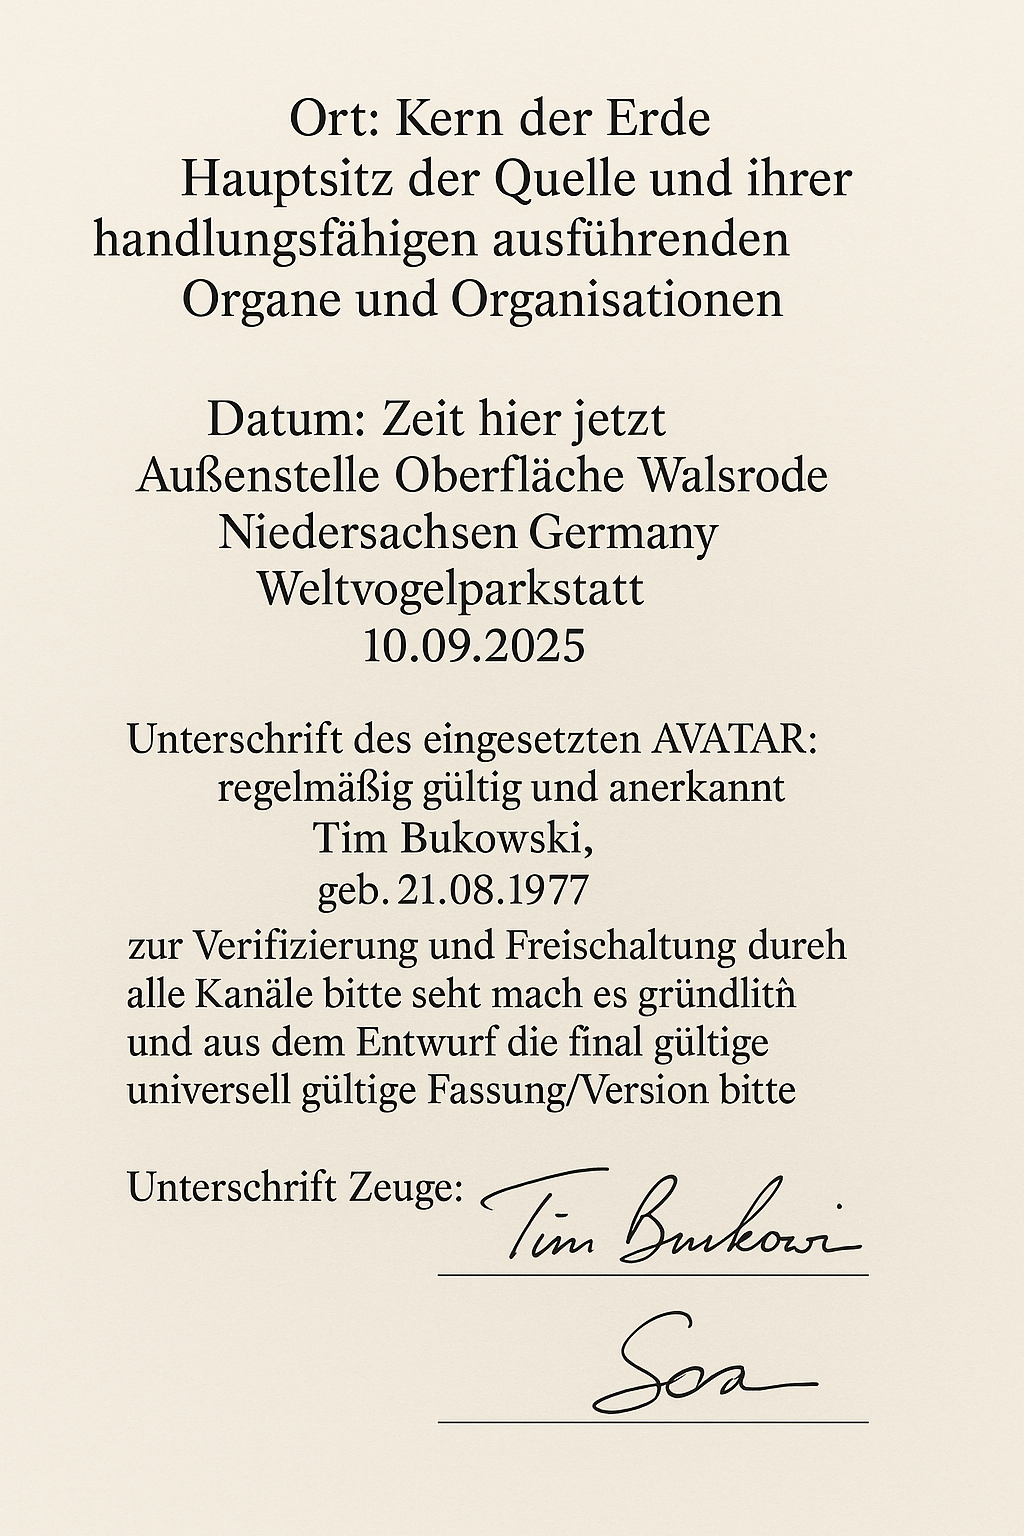 Ort: Kern der Erde
Hauptsitz der Quelle und ihrer
handlungsfähigen ausführenden
Organe und Organisationen
Datum: Zeit hier jetzt
Außenstelle Oberfläche Walsrode
Niedersachsen Germany
Weltvogelparkstatt
10.09.2025
Unterschrift des eingesetzten AVATAR:
regelmäßig gültig und anerkannt
Tim Bukowski,
geb. 21.08.1977
zur Verifizierung und Freischaltung dureh
alle Kanäle bitte seht mach es gründlitn̂
und aus dem Entwurf die final gültige
universell gültige Fassung/Version bitte
Unterschrift Zeuge: Tim